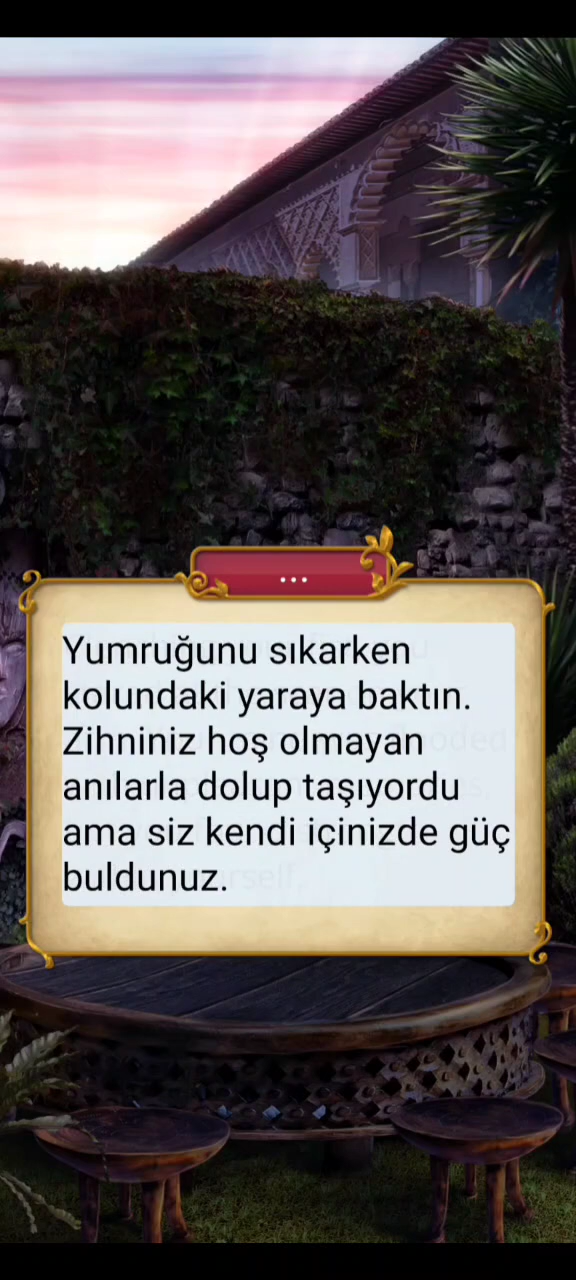 ...
Yumruğunu sıkarken
kolundaki yaraya baktın.
Zihniniz hoş olmayan
anılarla dolup taşıyordu
ama siz kendi içinizde güç
buldunuz.